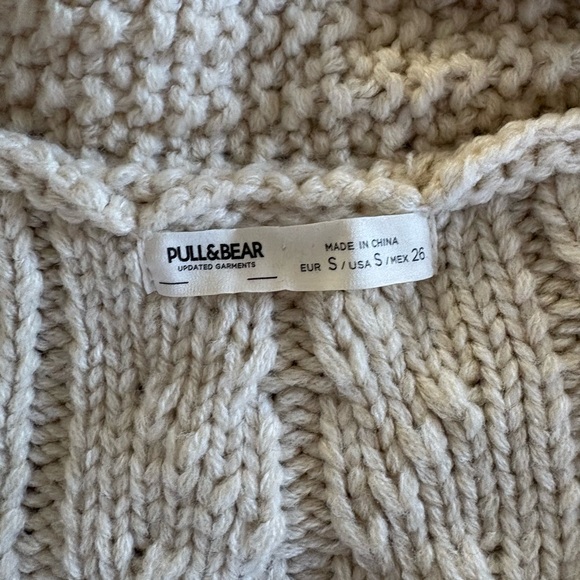 PULL&BEAR
UPDATED GARMENTS
MADE IN CHINA
EUR S / USA S / MEX 26